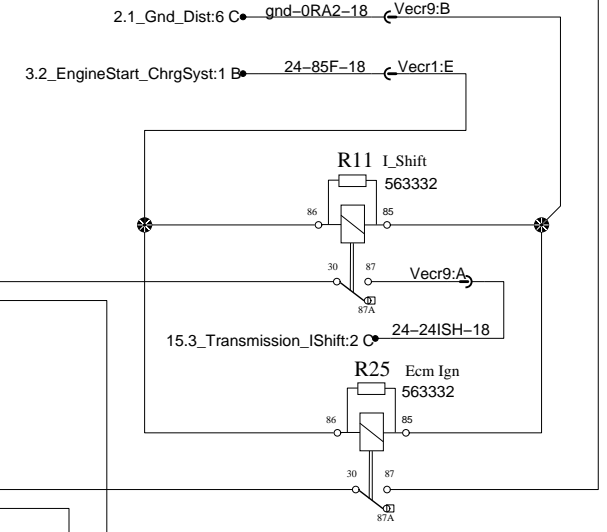 2.1_Gnd_Dist:6 C gnd-0RA2-18 Vecr9:B
3.2_EngineStart_ChrgSyst:1 B 24-85F-18 Vecr1:E
R11 I_Shift
563332
86 85
30 87 Vecr9:A
87A
15.3_Transmission_IShift:2 C 24-24ISH-18
R25 Ecm Ign
563332
86 85
30 87
87A